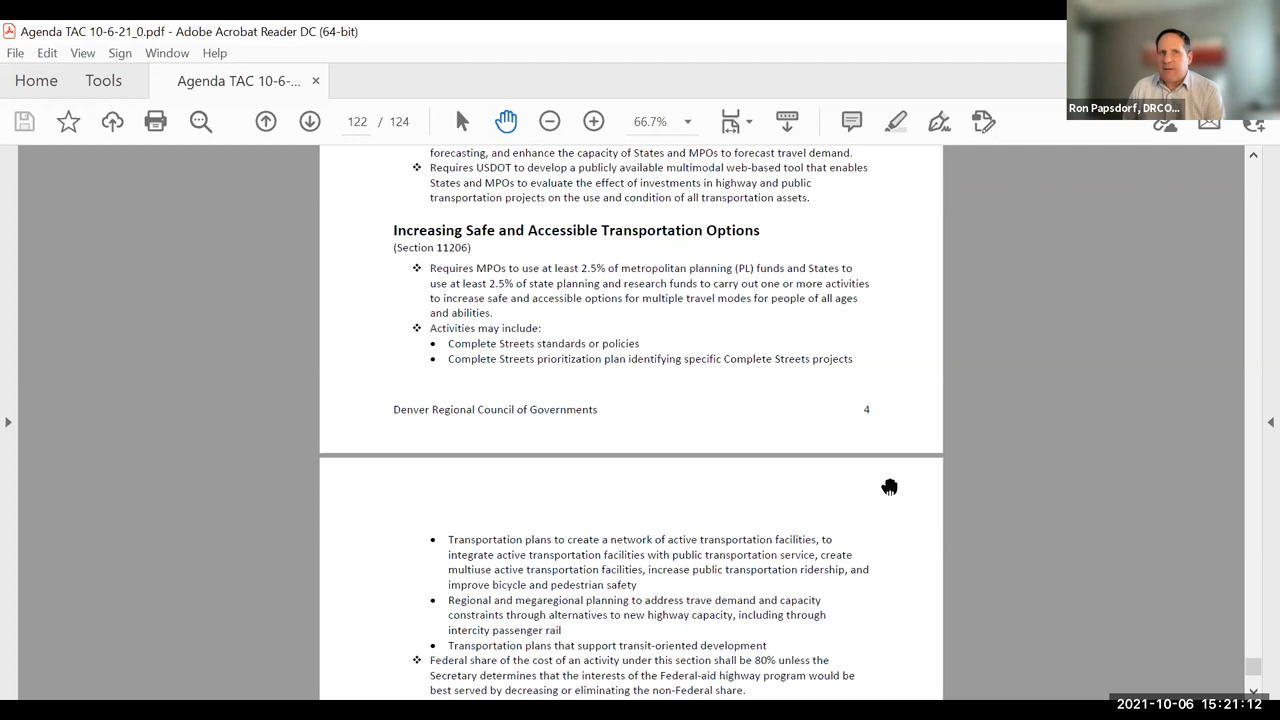 Agenda TAC 10-6-21_0.pdf - Adobe Acrobat Reader DC (64-bit)
File Edit View Sign Window Help
Home Tools Agenda TAC 10-6-... ×
122 / 124 66.7%
Ron Papsdorf, DRCO...
forecasting, and enhance the capacity of States and MPOs to forecast travel demand.
❖ Requires USDOT to develop a publicly available multimodal web-based tool that enables
States and MPOs to evaluate the effect of investments in highway and public
transportation projects on the use and condition of all transportation assets.
Increasing Safe and Accessible Transportation Options
(Section 11206)
❖ Requires MPOs to use at least 2.5% of metropolitan planning (PL) funds and States to
use at least 2.5% of state planning and research funds to carry out one or more activities
to increase safe and accessible options for multiple travel modes for people of all ages
and abilities.
❖ Activities may include:
• Complete Streets standards or policies
• Complete Streets prioritization plan identifying specific Complete Streets projects
Denver Regional Council of Governments 4
• Transportation plans to create a network of active transportation facilities, to
integrate active transportation facilities with public transportation service, create
multiuse active transportation facilities, increase public transportation ridership, and
improve bicycle and pedestrian safety
• Regional and megaregional planning to address trave demand and capacity
constraints through alternatives to new highway capacity, including through
intercity passenger rail
• Transportation plans that support transit-oriented development
❖ Federal share of the cost of an activity under this section shall be 80% unless the
Secretary determines that the interests of the Federal-aid highway program would be
best served by decreasing or eliminating the non-Federal share.
2021-10-06 15:21:12